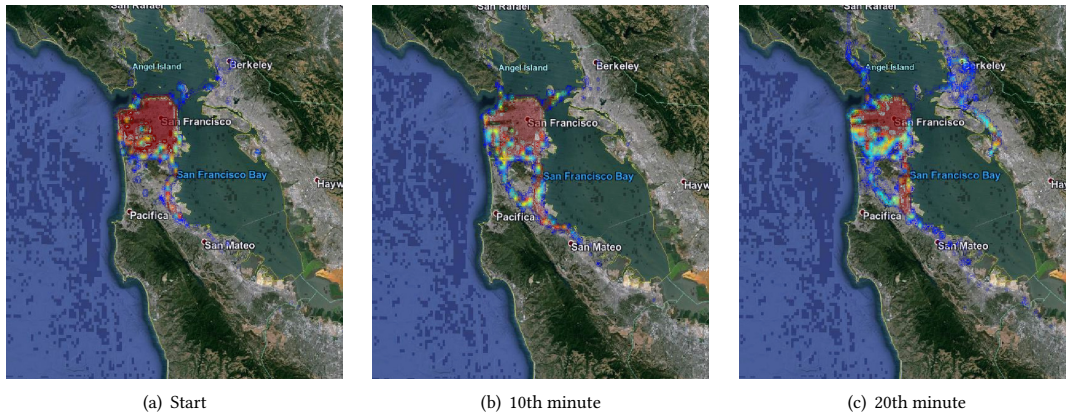 San Rafael
Angel Island
Berkeley
San Francisco
San Francisco Bay
Hayw
Pacifica
San Mateo
(a) Start
San Rafael
Angel Island
Berkeley
San Francisco
San Francisco Bay
Hayw
Pacifica
San Mateo
(b) 10th minute
San Rafael
Angel Island
Berkeley
San Francisco
San Francisco Bay
Hayw
Pacifica
San Mateo
(c) 20th minute